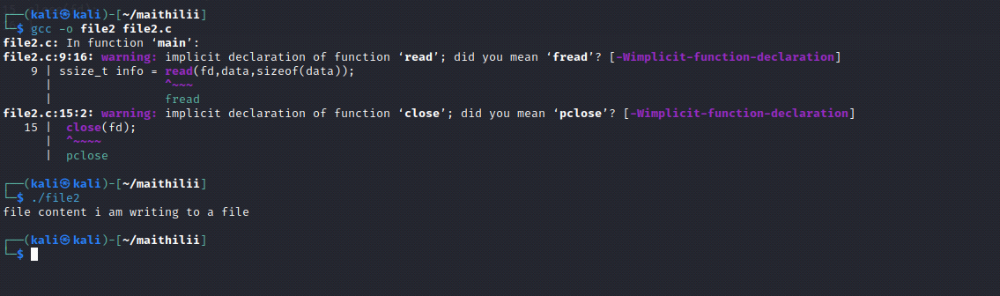 ┌──(kali㉿kali)-[~/maithilii]
└─$ gcc -o file2 file2.c
file2.c: In function ‘main’:
file2.c:9:16: warning: implicit declaration of function ‘read’; did you mean ‘fread’? [-Wimplicit-function-declaration]
    9 | ssize_t info = read(fd,data,sizeof(data));
      |                ^~~~
      |                fread
file2.c:15:2: warning: implicit declaration of function ‘close’; did you mean ‘pclose’? [-Wimplicit-function-declaration]
   15 |  close(fd);
      |  ^~~~~
      |  pclose
┌──(kali㉿kali)-[~/maithilii]
└─$ ./file2
file content i am writing to a file
┌──(kali㉿kali)-[~/maithilii]
└─$